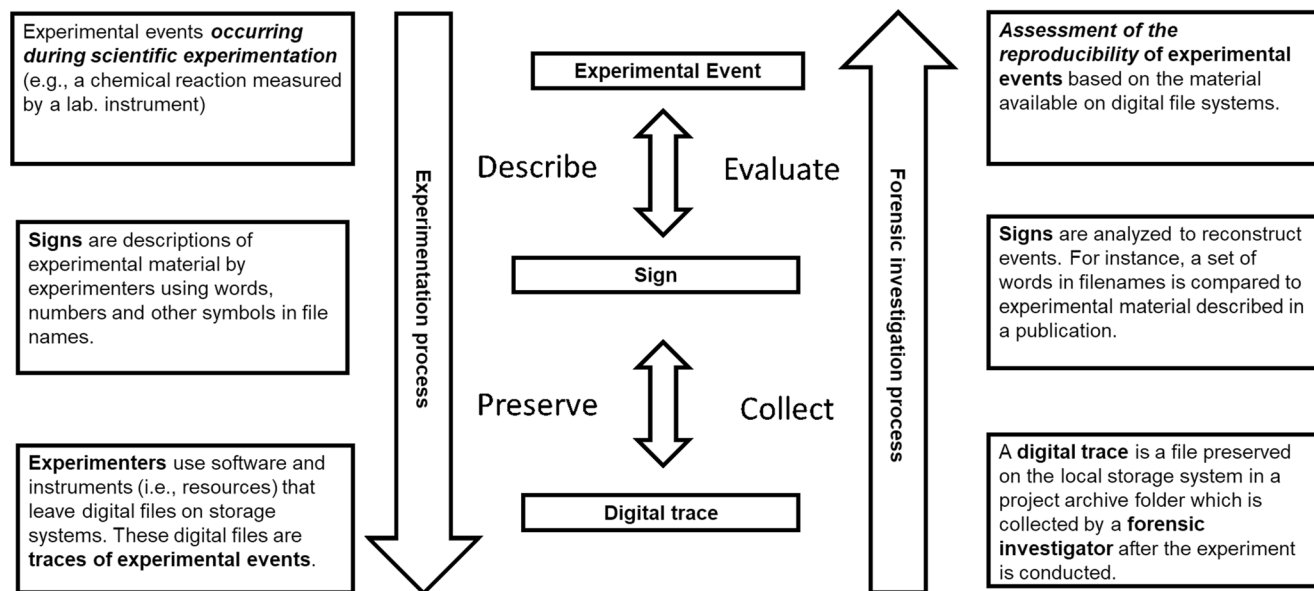 Experimental events occurring
during scientific experimentation
(e.g., a chemical reaction measured
by a lab. instrument)
Signs are descriptions of
experimental material by
experimenters using words,
numbers and other symbols in file
names.
Experimenters use software and
instruments (i.e., resources) that
leave digital files on storage
systems. These digital files are
traces of experimental events.
Experimentation process
Experimental Event
Describe
Evaluate
Sign
Preserve
Collect
Digital trace
Forensic investigation process
Assessment of the
reproducibility of experimental
events based on the material
available on digital file systems.
Signs are analyzed to reconstruct
events. For instance, a set of
words in filenames is compared to
experimental material described in
a publication.
A digital trace is a file preserved
on the local storage system in a
project archive folder which is
collected by a forensic
investigator after the experiment
is conducted.